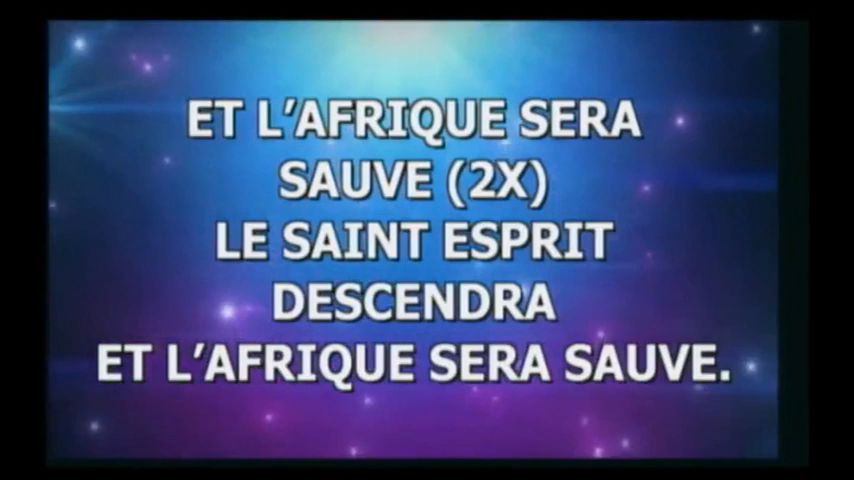 ET L'AFRIQUE SERA
SAUVE (2X)
LE SAINT ESPRIT
DESCENDRA
ET L'AFRIQUE SERA SAUVE.